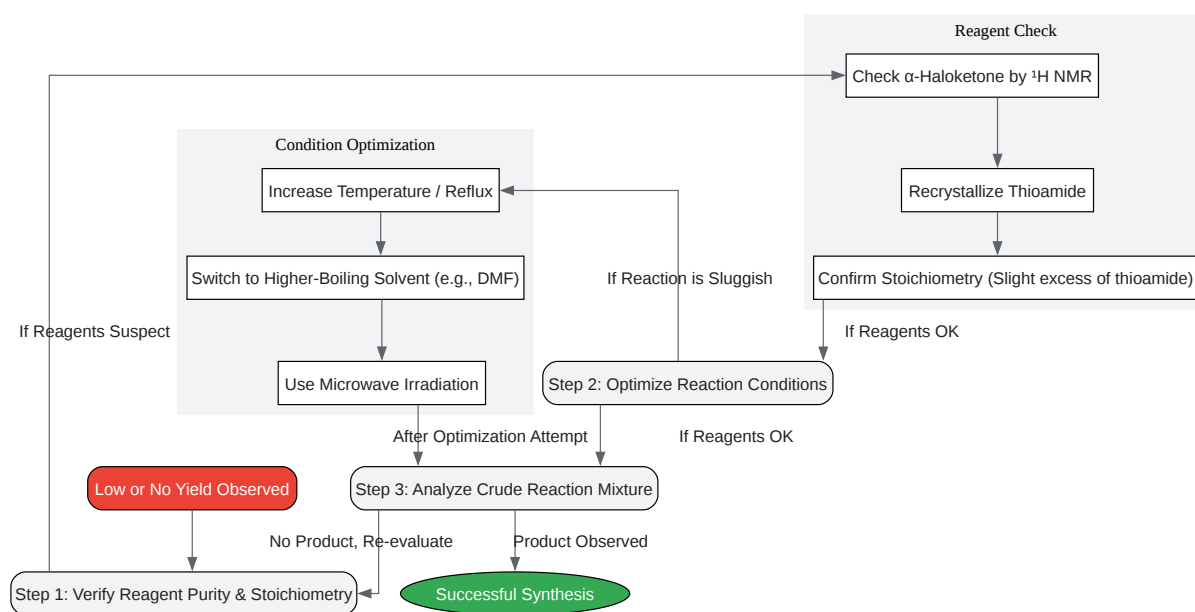 Reagent Check
Check α-Haloketone by ¹H NMR
Condition Optimization
Increase Temperature / Reflux
Recrystallize Thioamide
Switch to Higher-Boiling Solvent (e.g., DMF)
If Reaction is Sluggish
Confirm Stoichiometry (Slight excess of thioamide)
If Reagents Suspect
If Reagents OK
Use Microwave Irradiation
Step 2: Optimize Reaction Conditions
After Optimization Attempt
If Reagents OK
Low or No Yield Observed
Step 3: Analyze Crude Reaction Mixture
No Product, Re-evaluate
Product Observed
Step 1: Verify Reagent Purity & Stoichiometry
Successful Synthesis